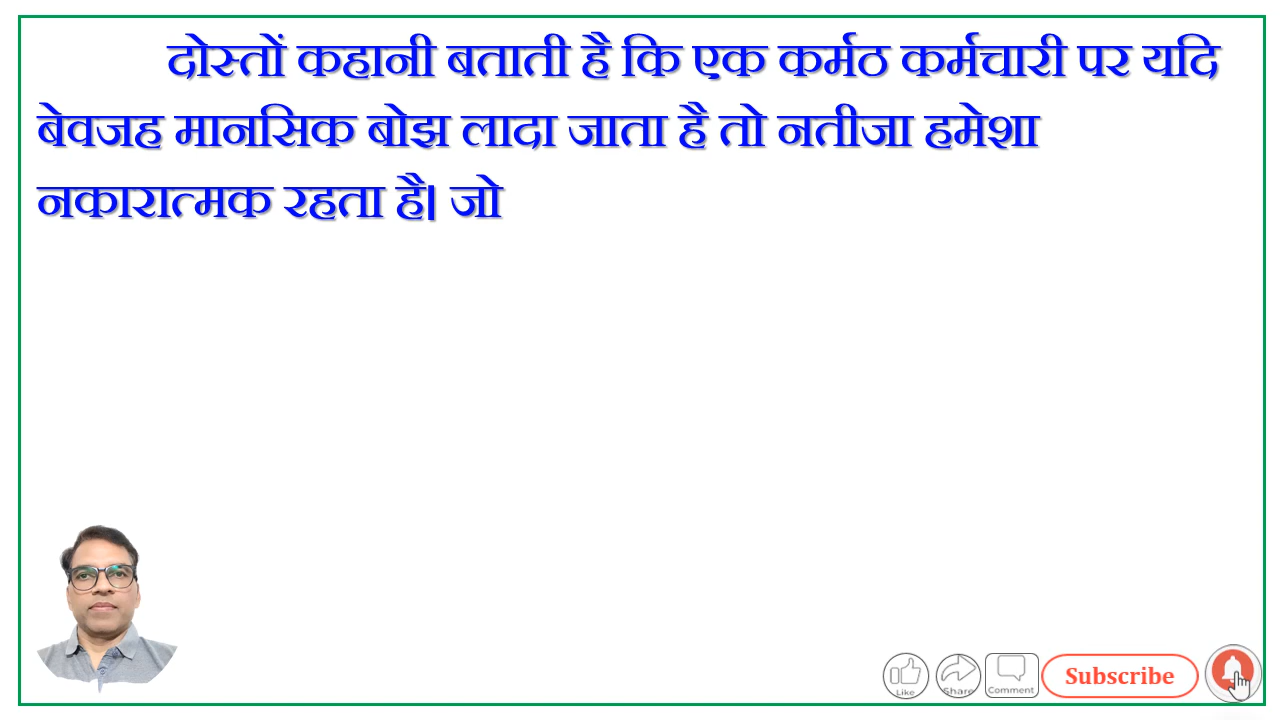 दोस्तों कहानी बताती है कि एक कर्मठ कर्मचारी पर यदि
बेवजह मानसिक बोझ लादा जाता है तो नतीजा हमेशा
नकारात्मक रहता है। जो
Like
Share
Comment
Subscribe